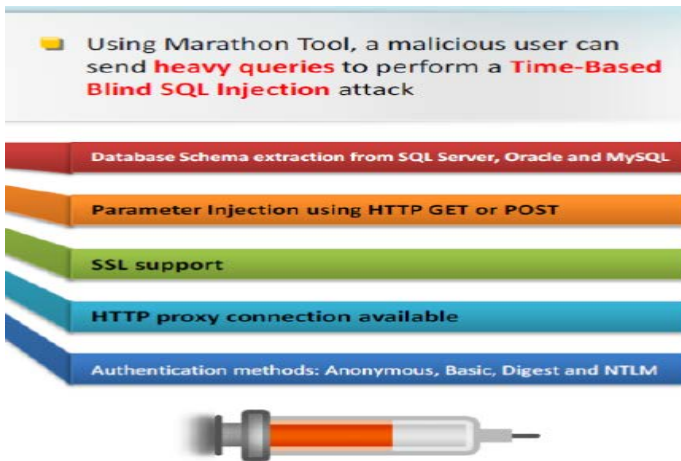 Using Marathon Tool, a malicious user can
send heavy queries to perform a Time-Based
Blind SQL Injection attack
Database Schema extraction from SQL Server, Oracle and MySQL
Parameter Injection using HTTP GET or POST
SSL support
HTTP proxy connection available
Authentication methods: Anonymous, Basic, Digest and NTLM